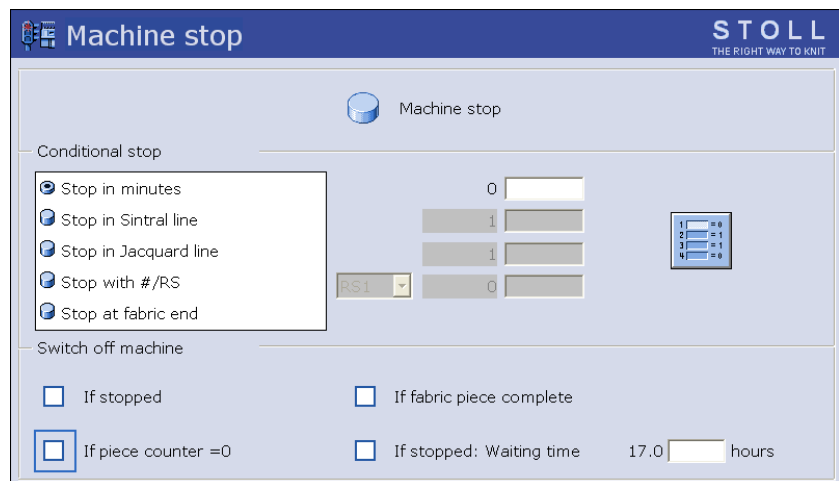 Machine stop
STOLL
THE RIGHT WAY TO KNIT
Machine stop
Conditional stop
Stop in minutes 0
Stop in Sintral line 1
Stop in Jacquard line 1
Stop with #/RS RS1 0
Stop at fabric end
1 = 0
2 = 1
3 = 1
4 = 0
Switch off machine
If stopped If fabric piece complete
If piece counter =0 If stopped: Waiting time 17.0 hours